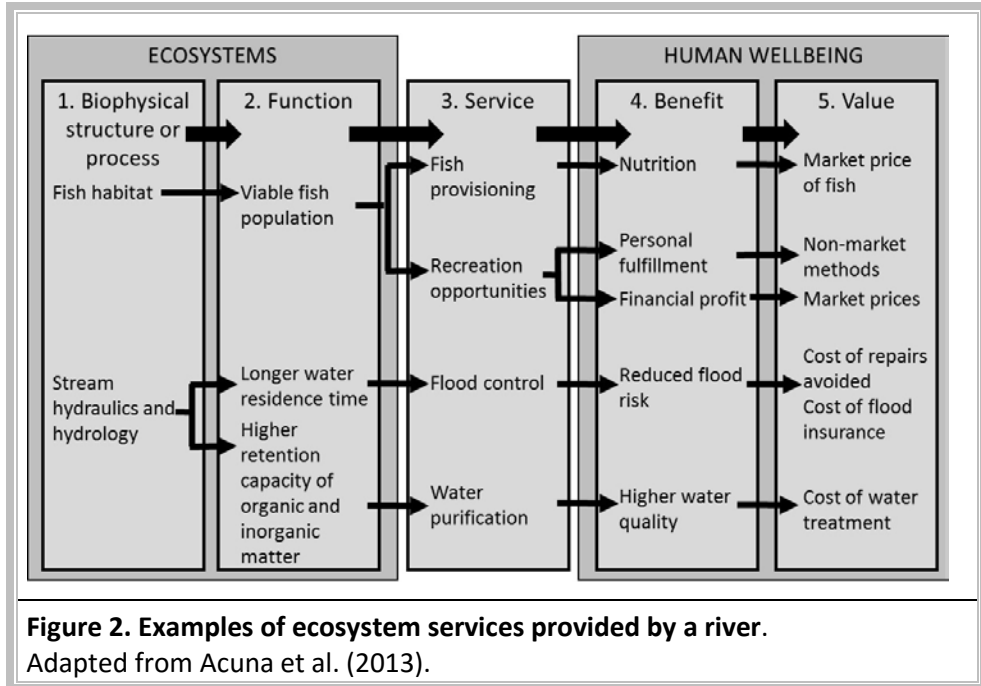 ECOSYSTEMS
HUMAN WELLBEING
1. Biophysical
structure or
process
2. Function
3. Service
4. Benefit
5. Value
Fish habitat
Viable fish
population
Fish
provisioning
Nutrition
Market price
of fish
Recreation
opportunities
Personal
fulfillment
Non-market
methods
Financial profit
Market prices
Stream
hydraulics and
hydrology
Longer water
residence time
Flood control
Reduced flood
risk
Cost of repairs
avoided
Cost of flood
insurance
Higher
retention
capacity of
organic and
inorganic
matter
Water
purification
Higher water
quality
Cost of water
treatment
Figure 2. Examples of ecosystem services provided by a river.
Adapted from Acuna et al. (2013).